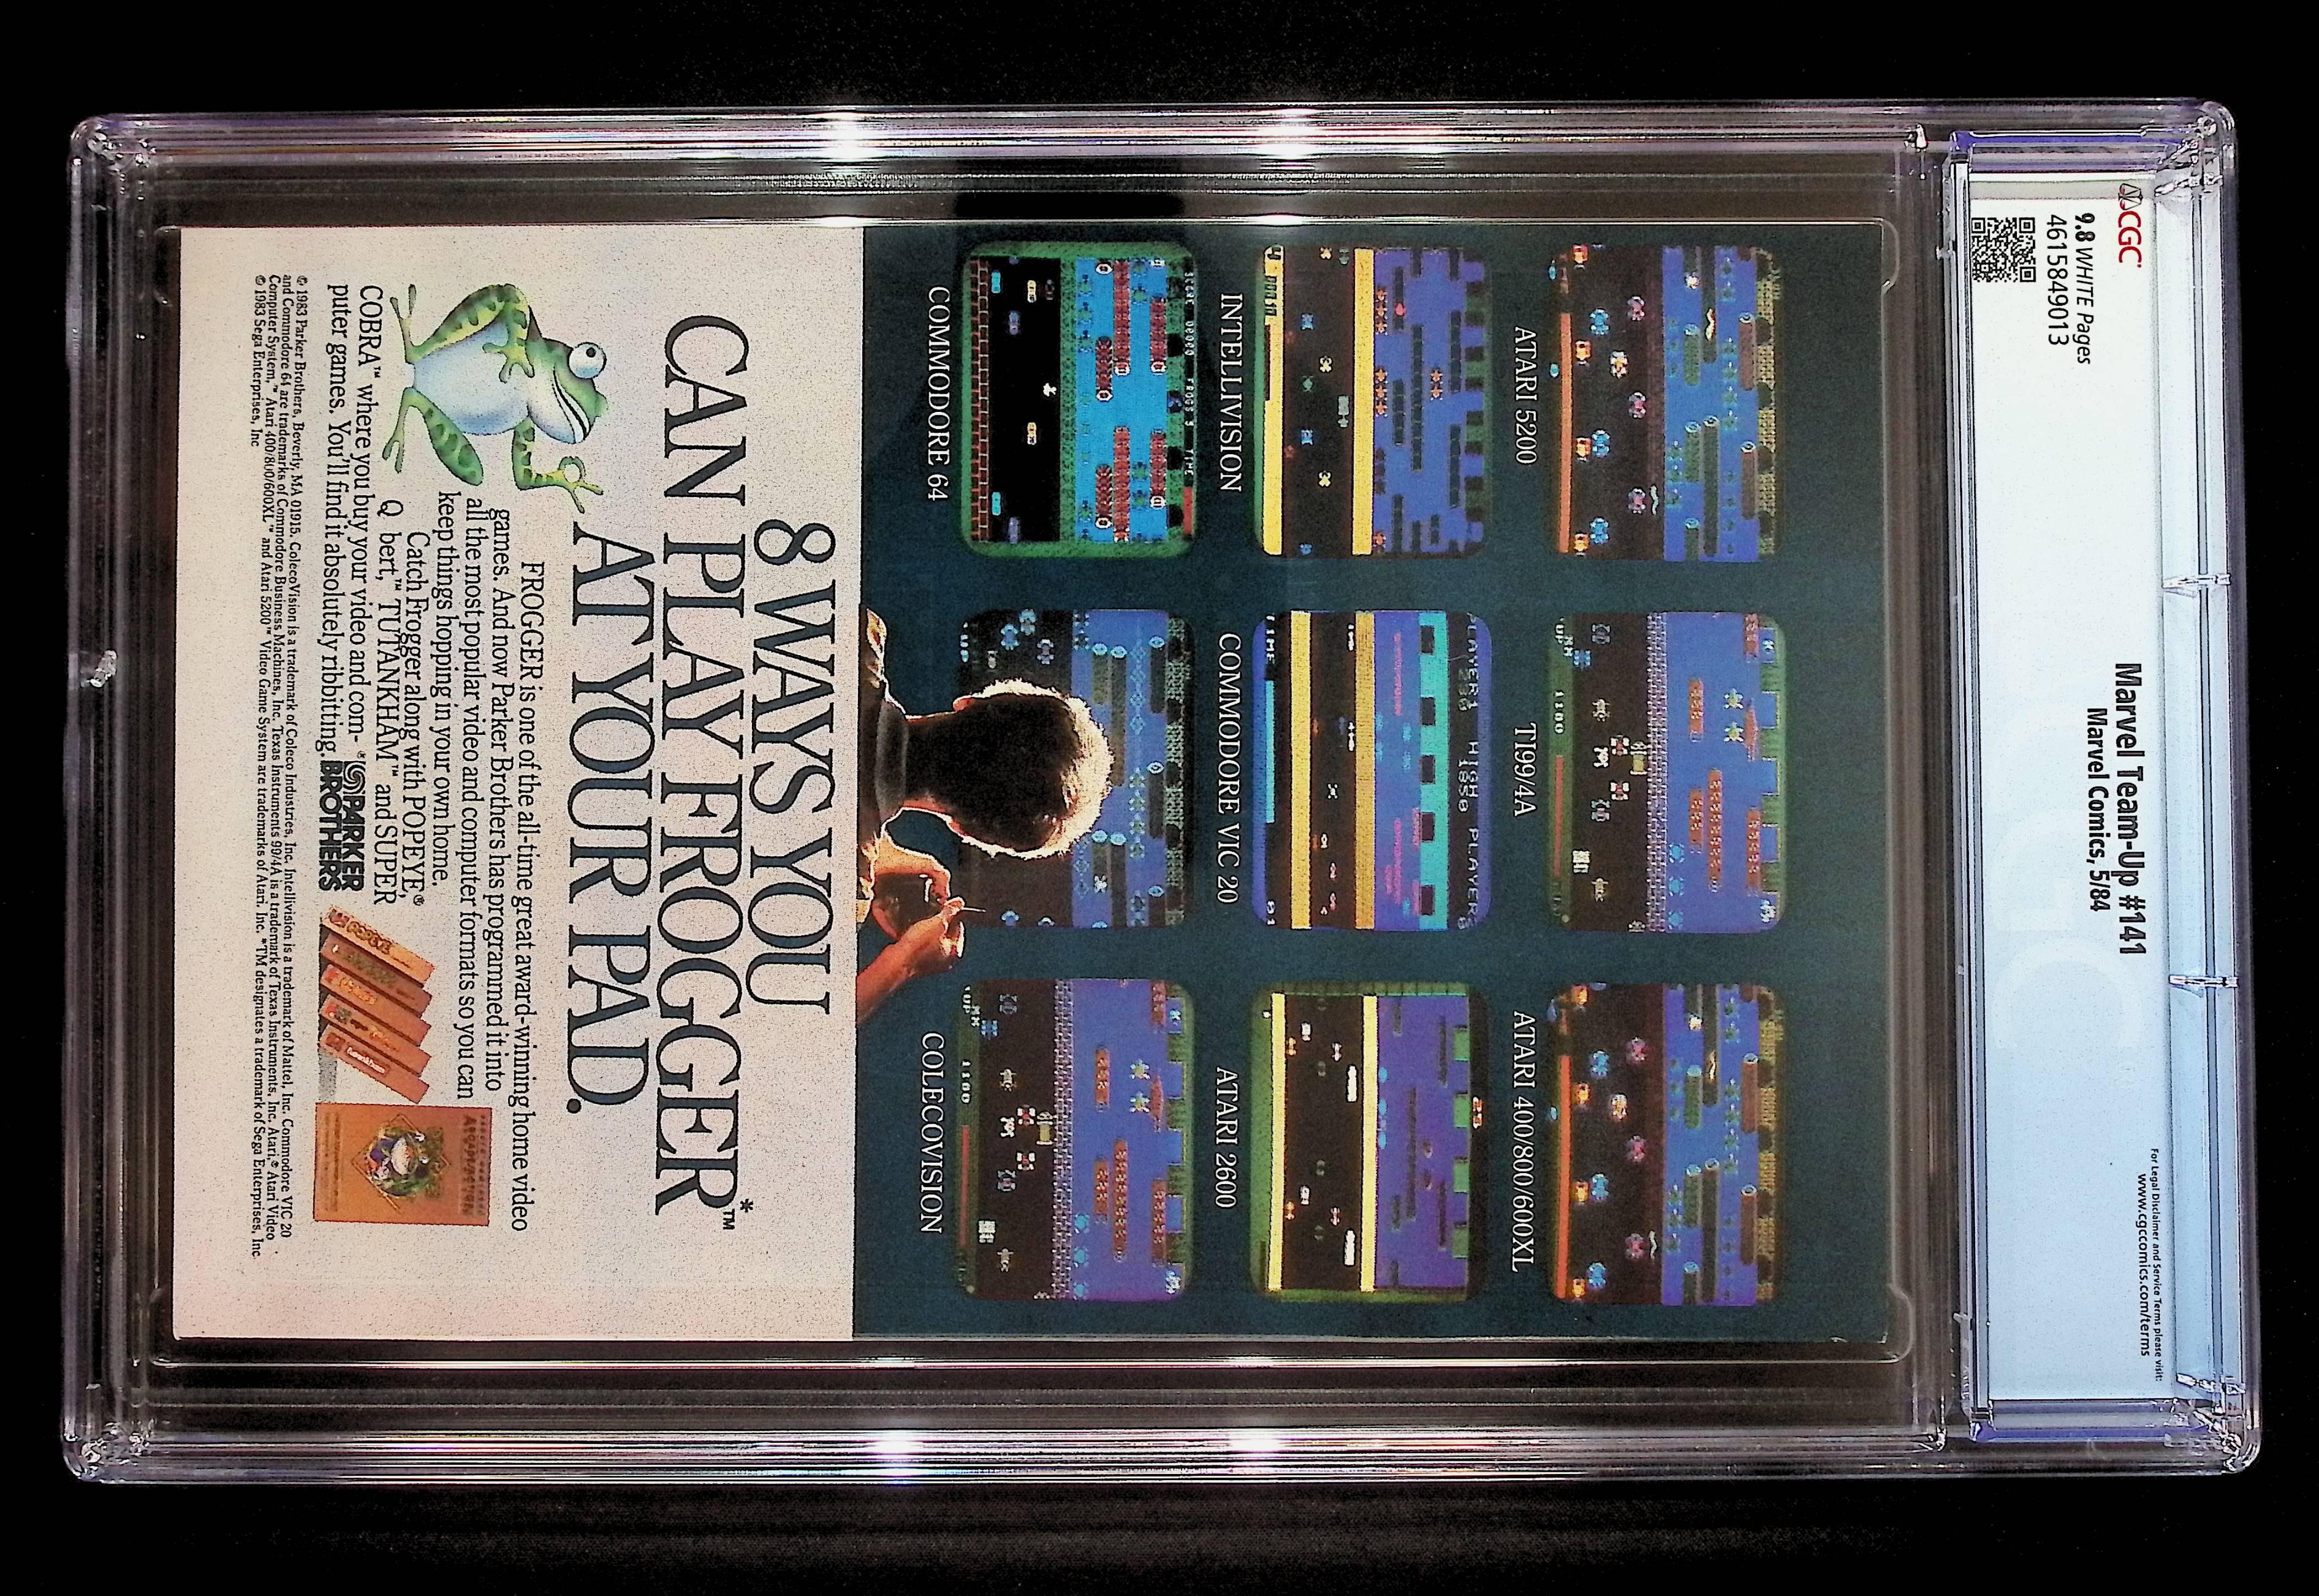 CGC
9.8 WHITE Pages
4615849013
Marvel Team-Up #141
Marvel Comics, 5/84
For Legal Disclaimer and Service Terms please visit:
www.cgccomics.com/terms
ATARI 5200
TI99/4A
ATARI 400/800/600XL
INTELLIVISION
COMMODORE VIC 20
ATARI 2600
COMMODORE 64
COLECOVISION
8 WAYS YOU
CAN PLAY FROGGER™*
AT YOUR PAD.
FROGGER is one of the all-time great award-winning home video
games. And now Parker Brothers has programmed it into
all the most popular video and computer formats so you can
keep things hopping in your own home.
Catch Frogger along with POPEYE,®
Q bert,™ TUTANKHAM™ and SUPER
COBRA™ where you buy your video and com-
puter games. You'll find it absolutely ribbiting.
PARKER
BROTHERS
© 1983 Parker Brothers, Beverly, MA 01915. ColecoVision is a trademark of Coleco Industries, Inc. Intellivision is a trademark of Mattel, Inc. Commodore VIC 20
and Commodore 64 are trademarks of Commodore Business Machines, Inc. Texas Instruments 99/4A is a trademark of Texas Instruments, Inc. Atari,® Atari Video
Computer System,™ Atari 400/800/600XL™ and Atari 5200™ Video Game System are trademarks of Atari, Inc. *TM designates a trademark of Sega Enterprises, Inc.
© 1983 Sega Enterprises, Inc